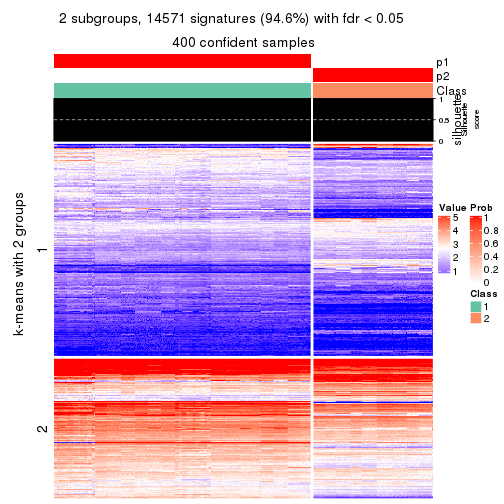 2 subgroups, 14571 signatures (94.6%) with fdr < 0.05
400 confident samples
p1
p2
Class
1
0.5
0
silhouette
Silhouette
score
k-means with 2 groups
1
2
Value
5
4
3
2
1
Prob
1
0.8
0.6
0.4
0.2
0
Class
1
2